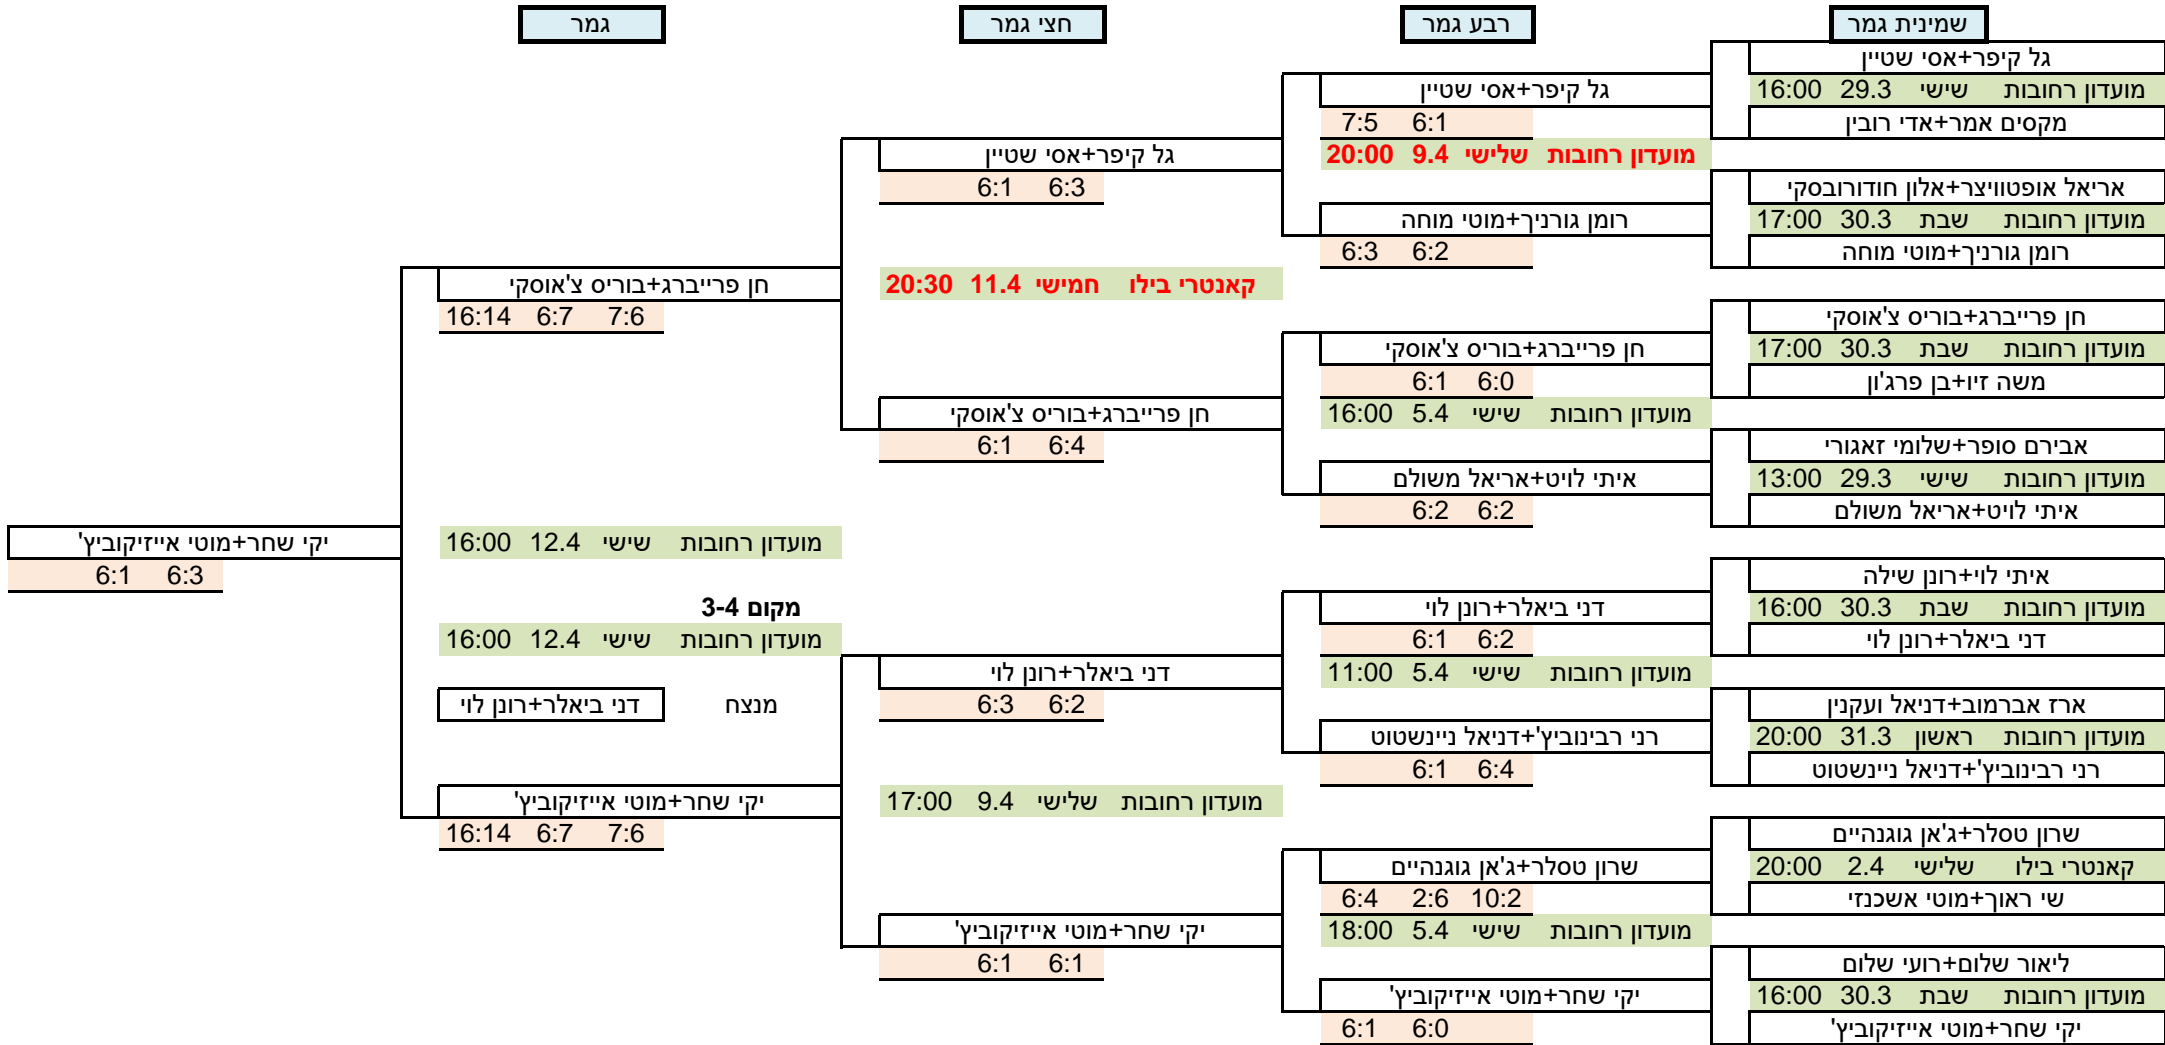 שמינית גמר
רבע גמר
חצי גמר
גמר
גל קיפר+אסי שטיין
מועדון רחובות שישי 29.3 16:00
מקסים אמר+אדי רובין
אריאל אופטוויצר+אלון חודורובסקי
מועדון רחובות שבת 30.3 17:00
רומן גורניך+מוטי מוחה
חן פרייברג+בוריס צ'אוסקי
מועדון רחובות שבת 30.3 17:00
משה זיו+בן פרג'ון
אבירם סופר+שלומי זאגורי
מועדון רחובות שישי 29.3 13:00
איתי לויט+אריאל משולם
איתי לוי+רונן שילה
מועדון רחובות שבת 30.3 16:00
דני ביאלר+רונן לוי
ארז אברמוב+דניאל ועקנין
מועדון רחובות ראשון 31.3 20:00
רני רבינוביץ'+דניאל ניינשטוט
שרון טסלר+ג'אן גוגנהיים
קאנטרי בילו שלישי 2.4 20:00
שי ראוך+מוטי אשכנזי
ליאור שלום+רועי שלום
מועדון רחובות שבת 30.3 16:00
יקי שחר+מוטי אייזיקוביץ'
גל קיפר+אסי שטיין
7:5 6:1
מועדון רחובות שלישי 9.4 20:00
רומן גורניך+מוטי מוחה
6:3 6:2
חן פרייברג+בוריס צ'אוסקי
6:1 6:0
מועדון רחובות שישי 5.4 16:00
איתי לויט+אריאל משולם
6:2 6:2
דני ביאלר+רונן לוי
6:1 6:2
מועדון רחובות שישי 5.4 11:00
רני רבינוביץ'+דניאל ניינשטוט
6:1 6:4
שרון טסלר+ג'אן גוגנהיים
6:4 2:6 10:2
מועדון רחובות שישי 5.4 18:00
יקי שחר+מוטי אייזיקוביץ'
6:1 6:0
גל קיפר+אסי שטיין
6:1 6:3
קאנטרי בילו חמישי 11.4 20:30
חן פרייברג+בוריס צ'אוסקי
6:1 6:4
דני ביאלר+רונן לוי
6:3 6:2
מועדון רחובות שלישי 9.4 17:00
יקי שחר+מוטי אייזיקוביץ'
6:1 6:1
חן פרייברג+בוריס צ'אוסקי
16:14 6:7 7:6
מועדון רחובות שישי 12.4 16:00
מקום 3-4
מועדון רחובות שישי 12.4 16:00
מנצח דני ביאלר+רונן לוי
יקי שחר+מוטי אייזיקוביץ'
16:14 6:7 7:6
יקי שחר+מוטי אייזיקוביץ'
6:1 6:3